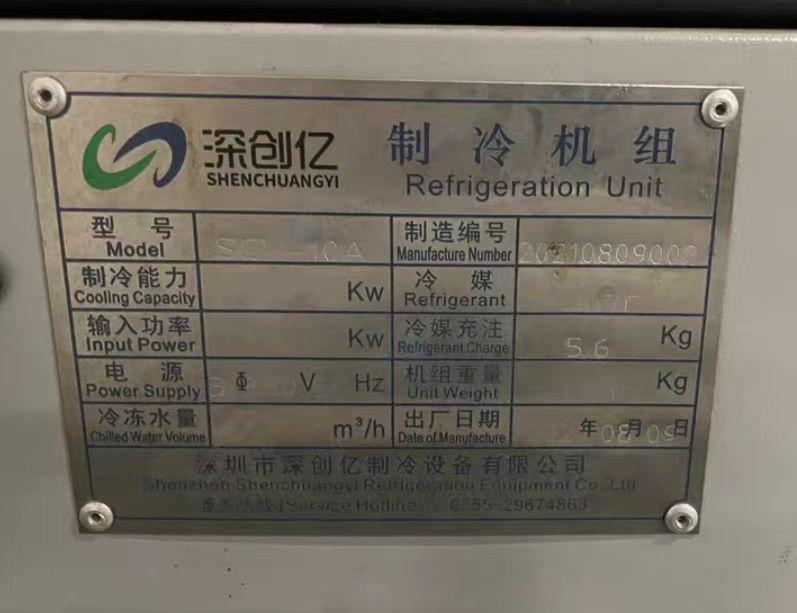 深创亿
SHENCHUANGYI
制冷机组
Refrigeration Unit
型号
Model
制造编号
Manufacture Number
制冷能力
Cooling Capacity
Kw
冷媒
Refrigerant
输入功率
Input Power
Kw
冷媒充注
Refrigerant Charge
5.6 Kg
电源
Power Supply
Φ V Hz
机组重量
Unit Weight
Kg
冷冻水量
Chilled Water Volume
m³/h
出厂日期
Date of Manufacture
年 08 月 09 日
深圳市深创亿制冷设备有限公司
Shenzhen Shenchuangyi Refrigeration Equipment Co.,Ltd
(Service Hotline 0755-29674863